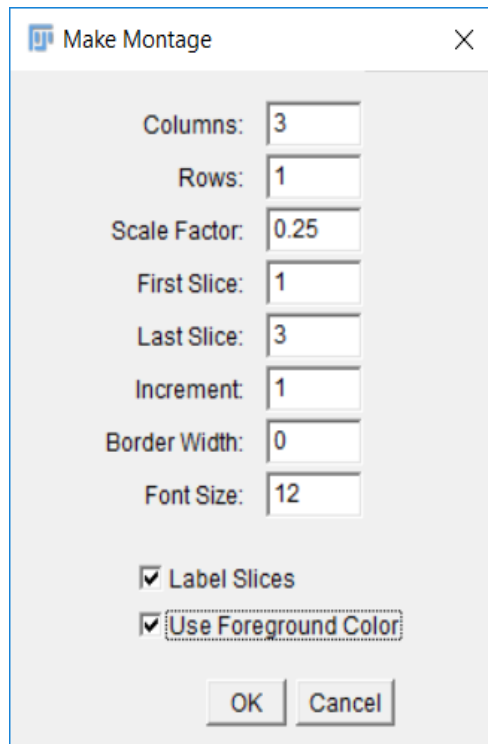 Make Montage
Columns: 3
Rows: 1
Scale Factor: 0.25
First Slice: 1
Last Slice: 3
Increment: 1
Border Width: 0
Font Size: 12
Label Slices
Use Foreground Color
OK Cancel